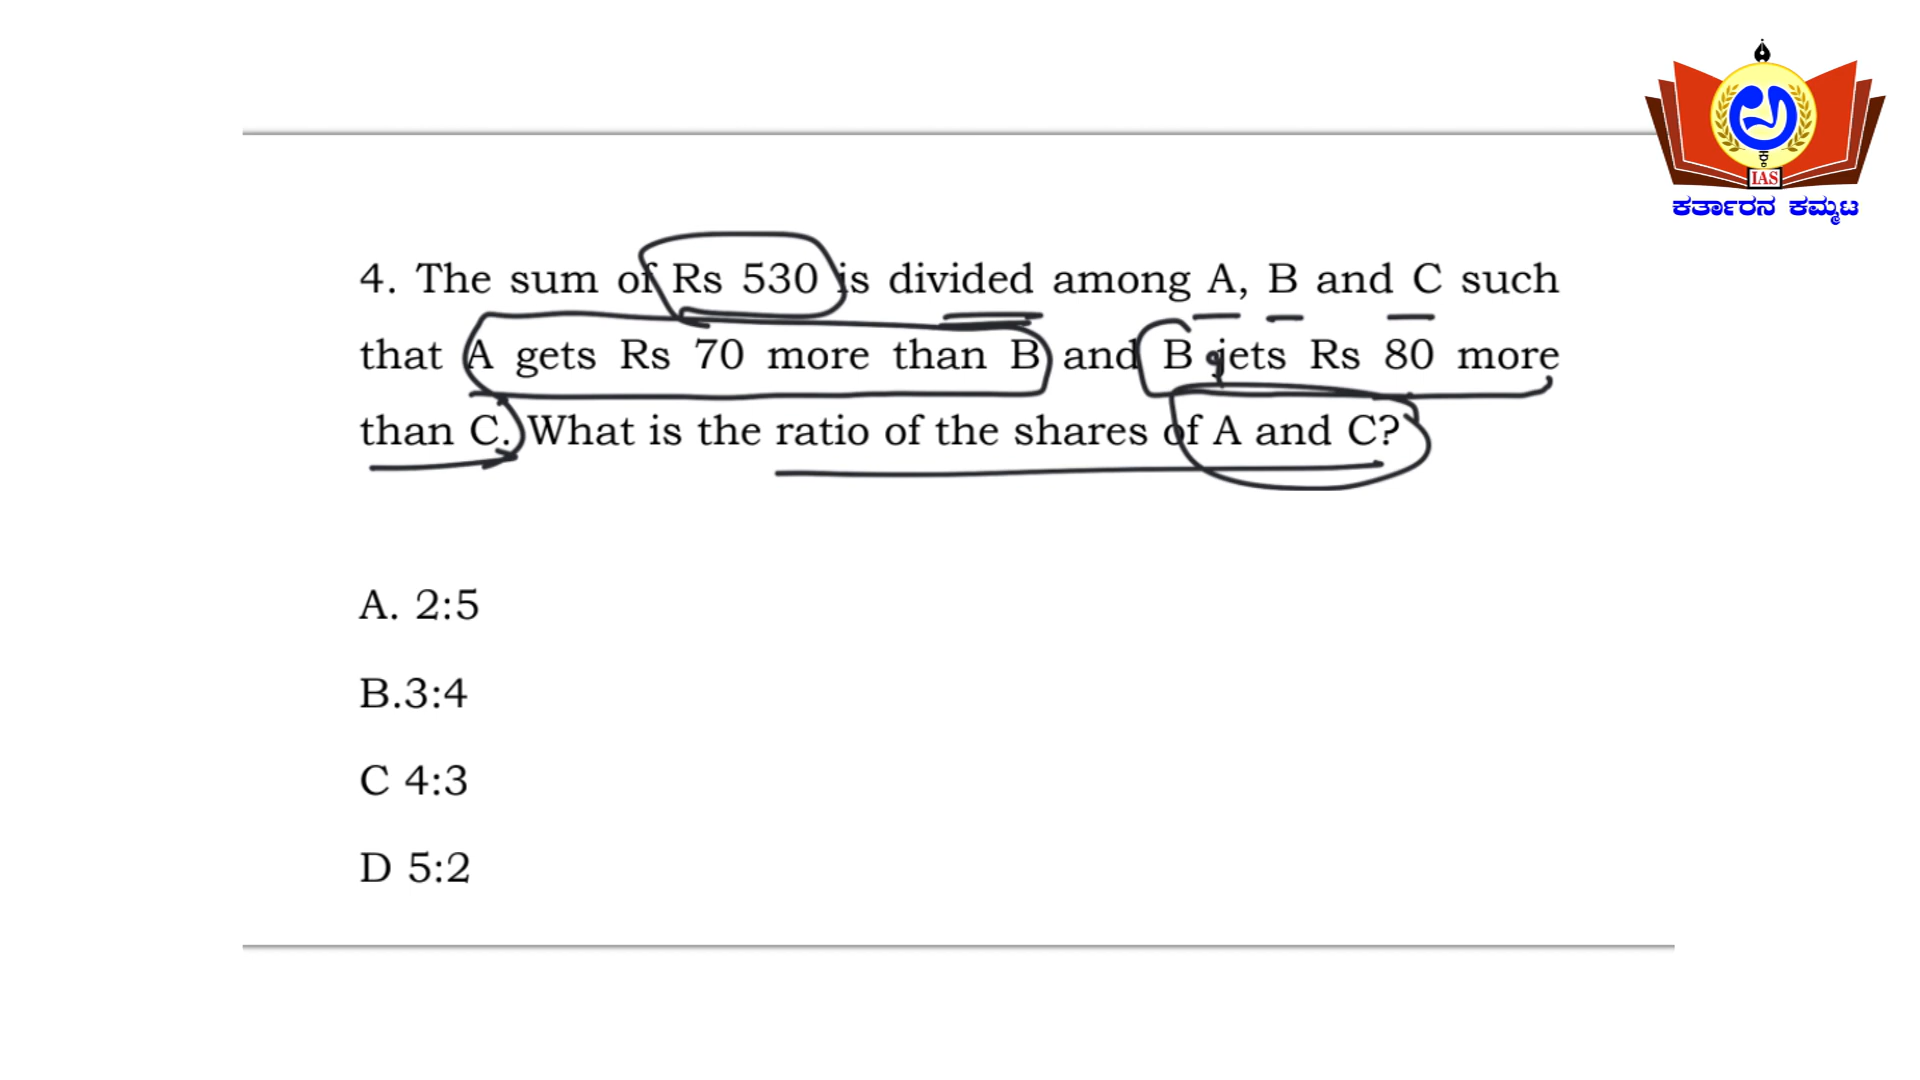 IAS
ಕರ್ತಾರನ ಕಮ್ಮಟ
4. The sum of Rs 530 is divided among A, B and C such
that A gets Rs 70 more than B and B gets Rs 80 more
than C. What is the ratio of the shares of A and C?
A. 2:5
B.3:4
C 4:3
D 5:2